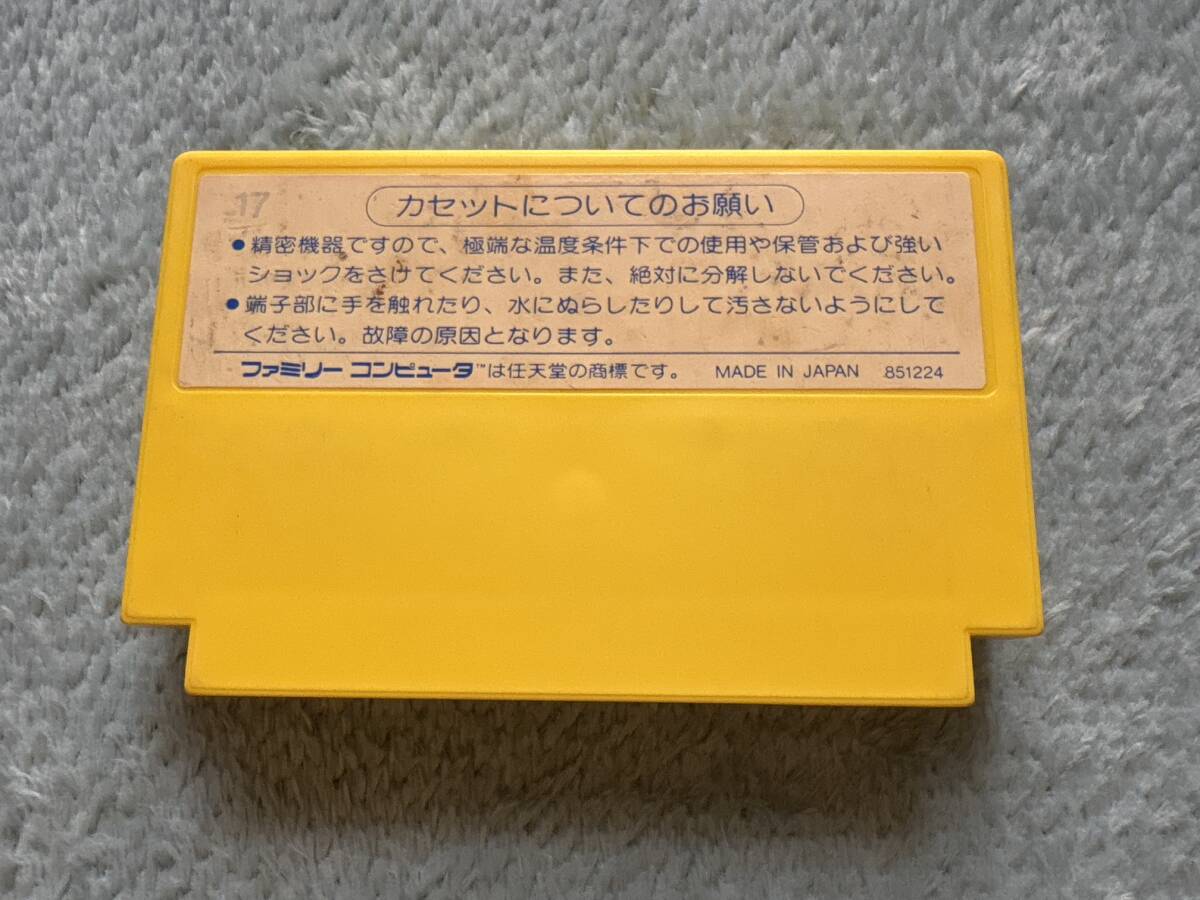 17
カセットについてのお願い
●精密機器ですので、極端な温度条件下での使用や保管および強い
ショックをさけてください。また、絶対に分解しないでください。
●端子部に手を触れたり、水にぬらしたりして汚さないようにして
ください。故障の原因となります。
ファミリーコンピュータ™は任天堂の商標です。 MADE IN JAPAN 851224